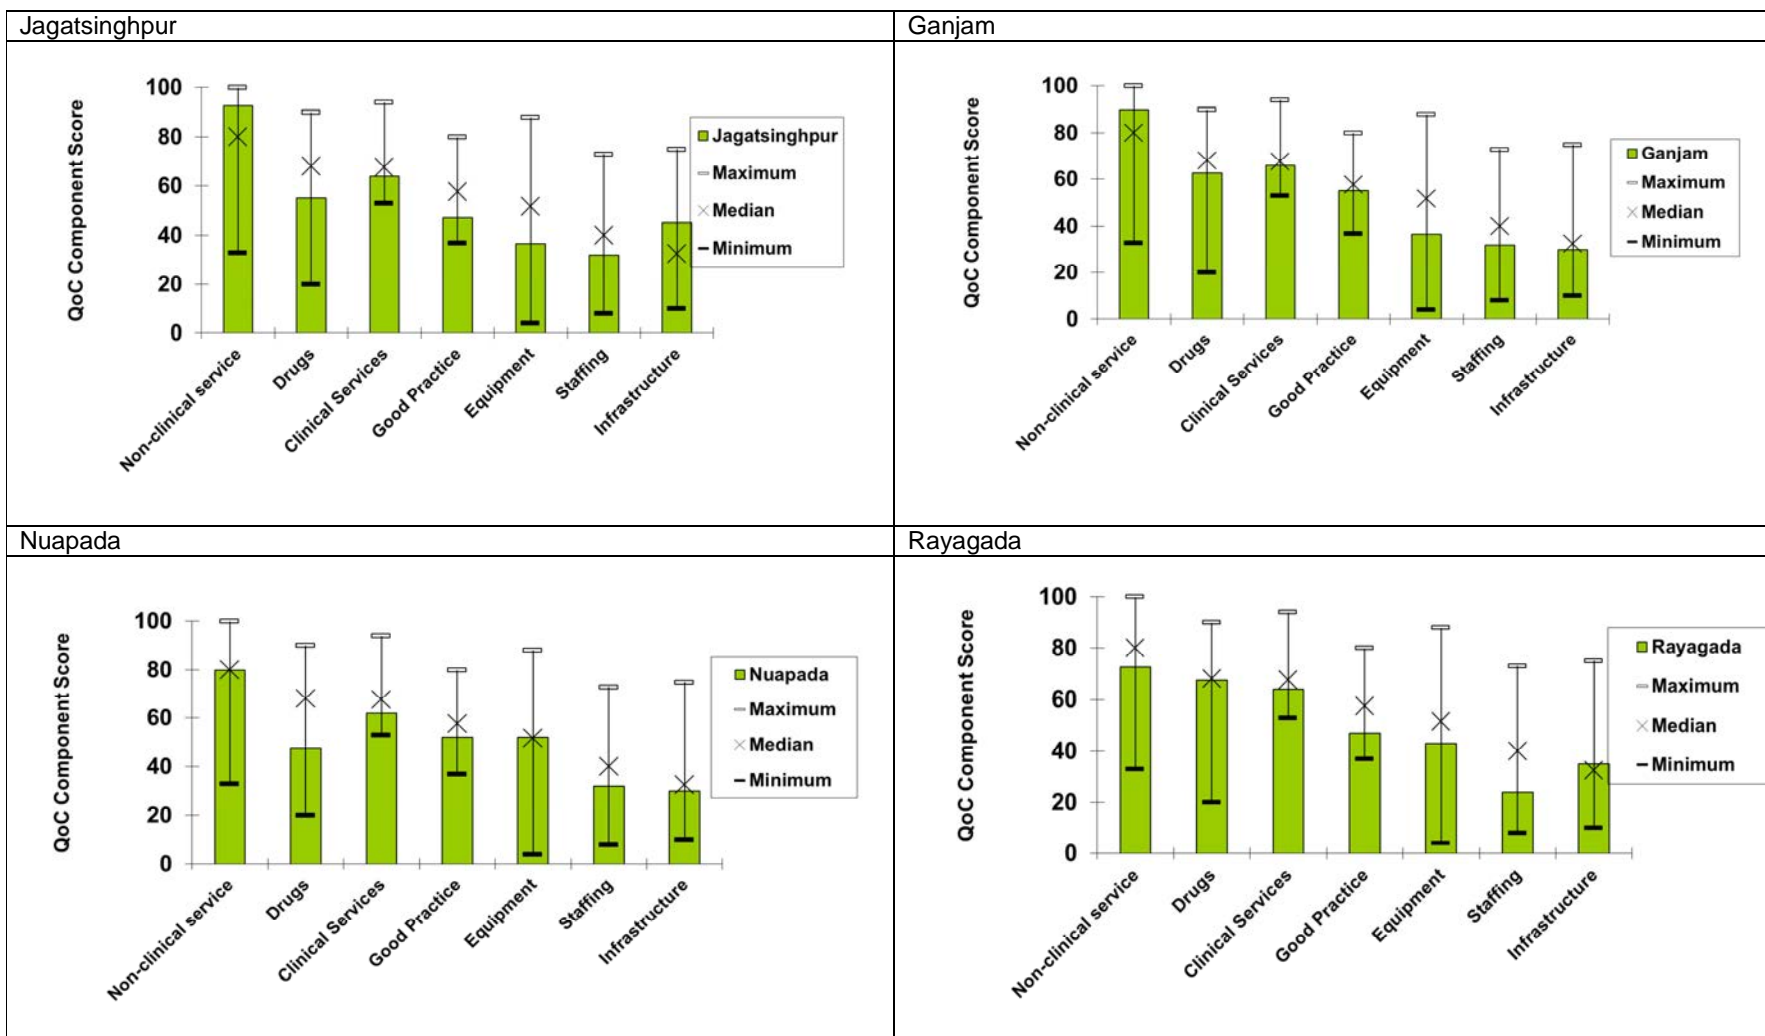 Jagatsinghpur
QoC Component Score
100
80
60
40
20
0
Non-clinical service
Drugs
Clinical Services
Good Practice
Equipment
Staffing
Infrastructure
Jagatsinghpur
Maximum
Median
Minimum
Ganjam
QoC Component Score
100
80
60
40
20
0
Non-clinical service
Drugs
Clinical Services
Good Practice
Equipment
Staffing
Infrastructure
Ganjam
Maximum
Median
Minimum
Nuapada
QoC Component Score
100
80
60
40
20
0
Non-clinical service
Drugs
Clinical Services
Good Practice
Equipment
Staffing
Infrastructure
Nuapada
Maximum
Median
Minimum
Rayagada
QoC Component Score
100
80
60
40
20
0
Non-clinical service
Drugs
Clinical Services
Good Practice
Equipment
Staffing
Infrastructure
Rayagada
Maximum
Median
Minimum